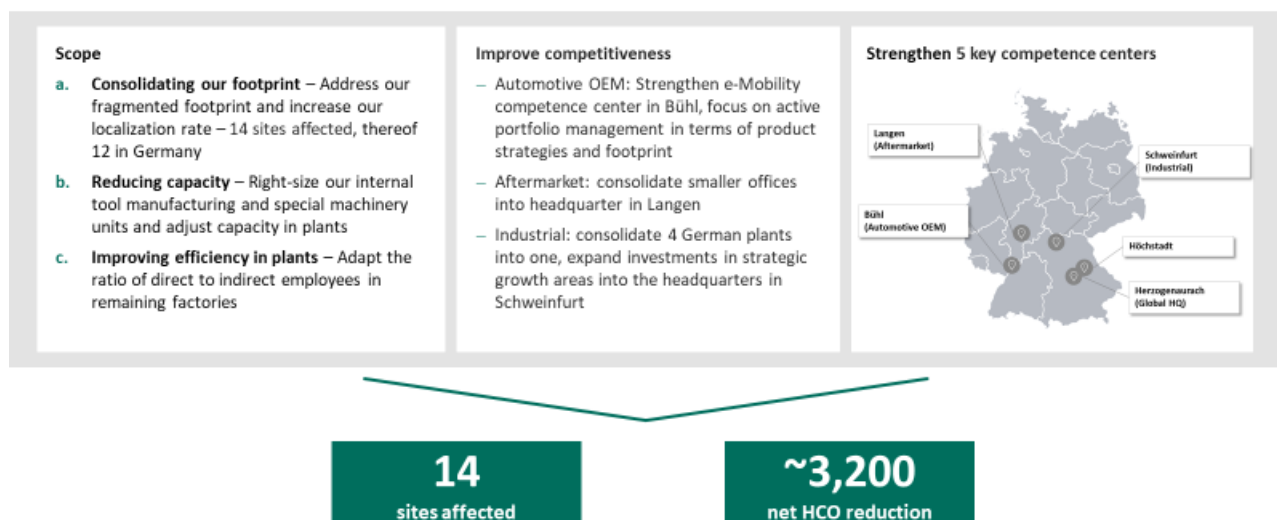 Scope
a. Consolidating our footprint – Address our
fragmented footprint and increase our
localization rate – 14 sites affected, thereof
12 in Germany
b. Reducing capacity – Right-size our internal
tool manufacturing and special machinery
units and adjust capacity in plants
c. Improving efficiency in plants – Adapt the
ratio of direct to indirect employees in
remaining factories
Improve competitiveness
– Automotive OEM: Strengthen e-Mobility
competence center in Bühl, focus on active
portfolio management in terms of product
strategies and footprint
– Aftermarket: consolidate smaller offices
into headquarter in Langen
– Industrial: consolidate 4 German plants
into one, expand investments in strategic
growth areas into the headquarters in
Schweinfurt
Strengthen 5 key competence centers
Langen
(Aftermarket)
Schweinfurt
(Industrial)
Bühl
(Automotive OEM)
Höchstadt
Herzogenaurach
(Global HQ)
14
sites affected
~3,200
net HCO reduction